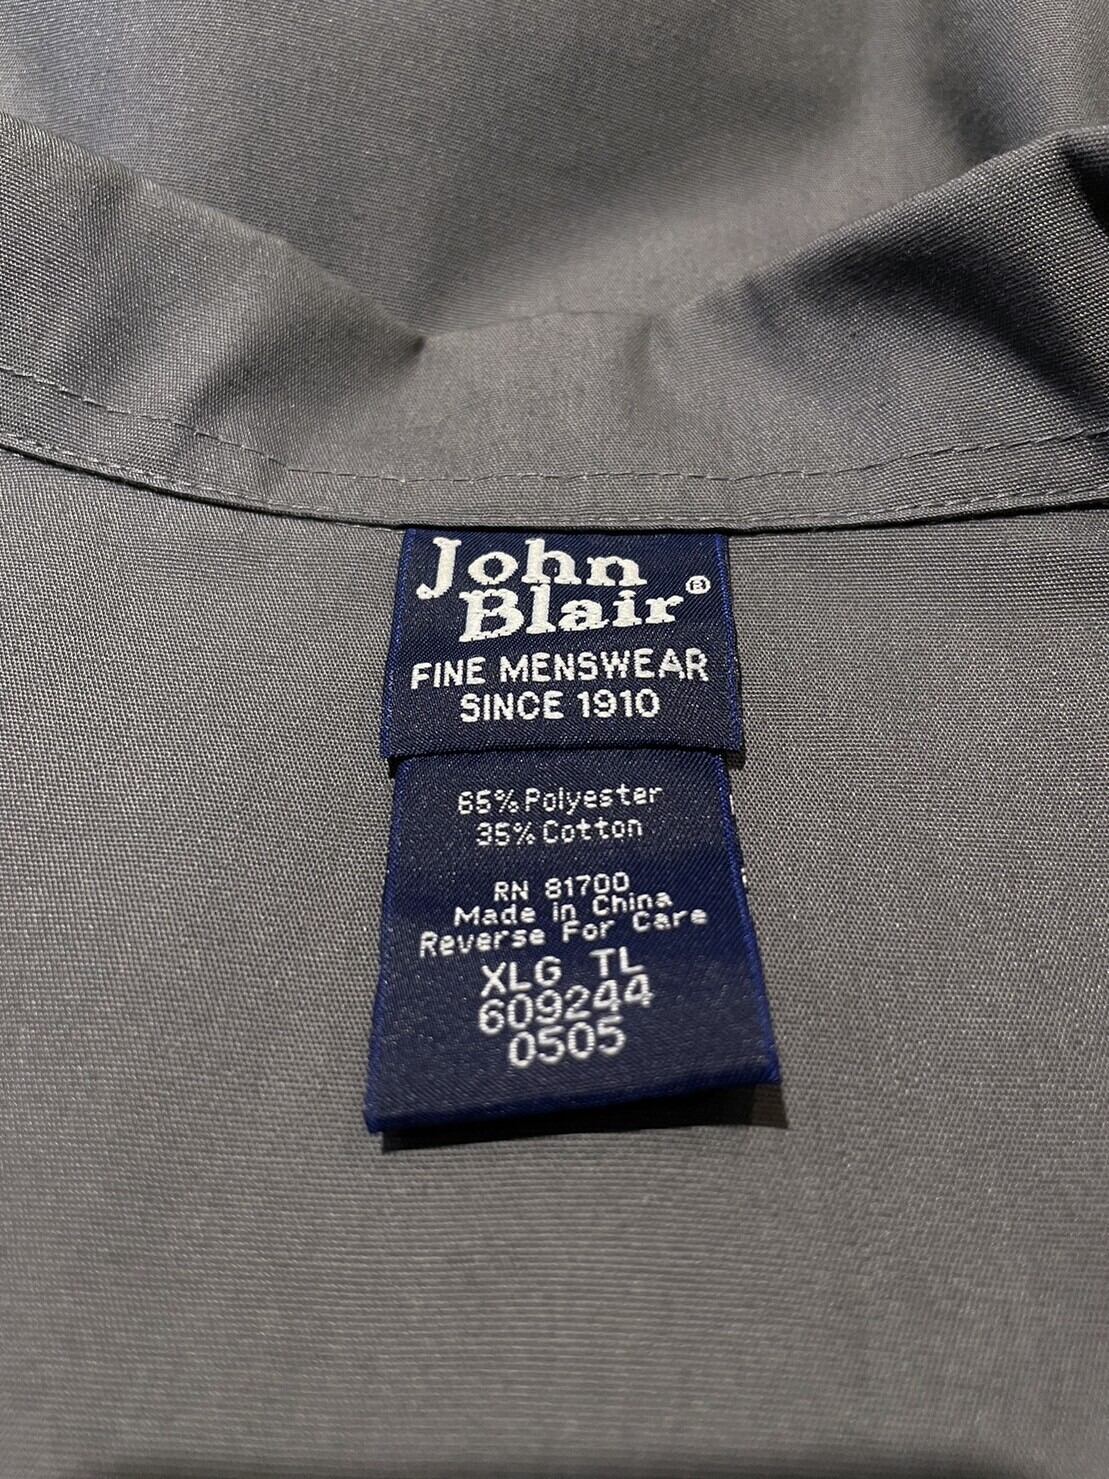 John
Blair®
FINE MENSWEAR
SINCE 1910
65% Polyester
35% Cotton
RN 81700
Made in China
Reverse For Care
XLG TL
609244
0505